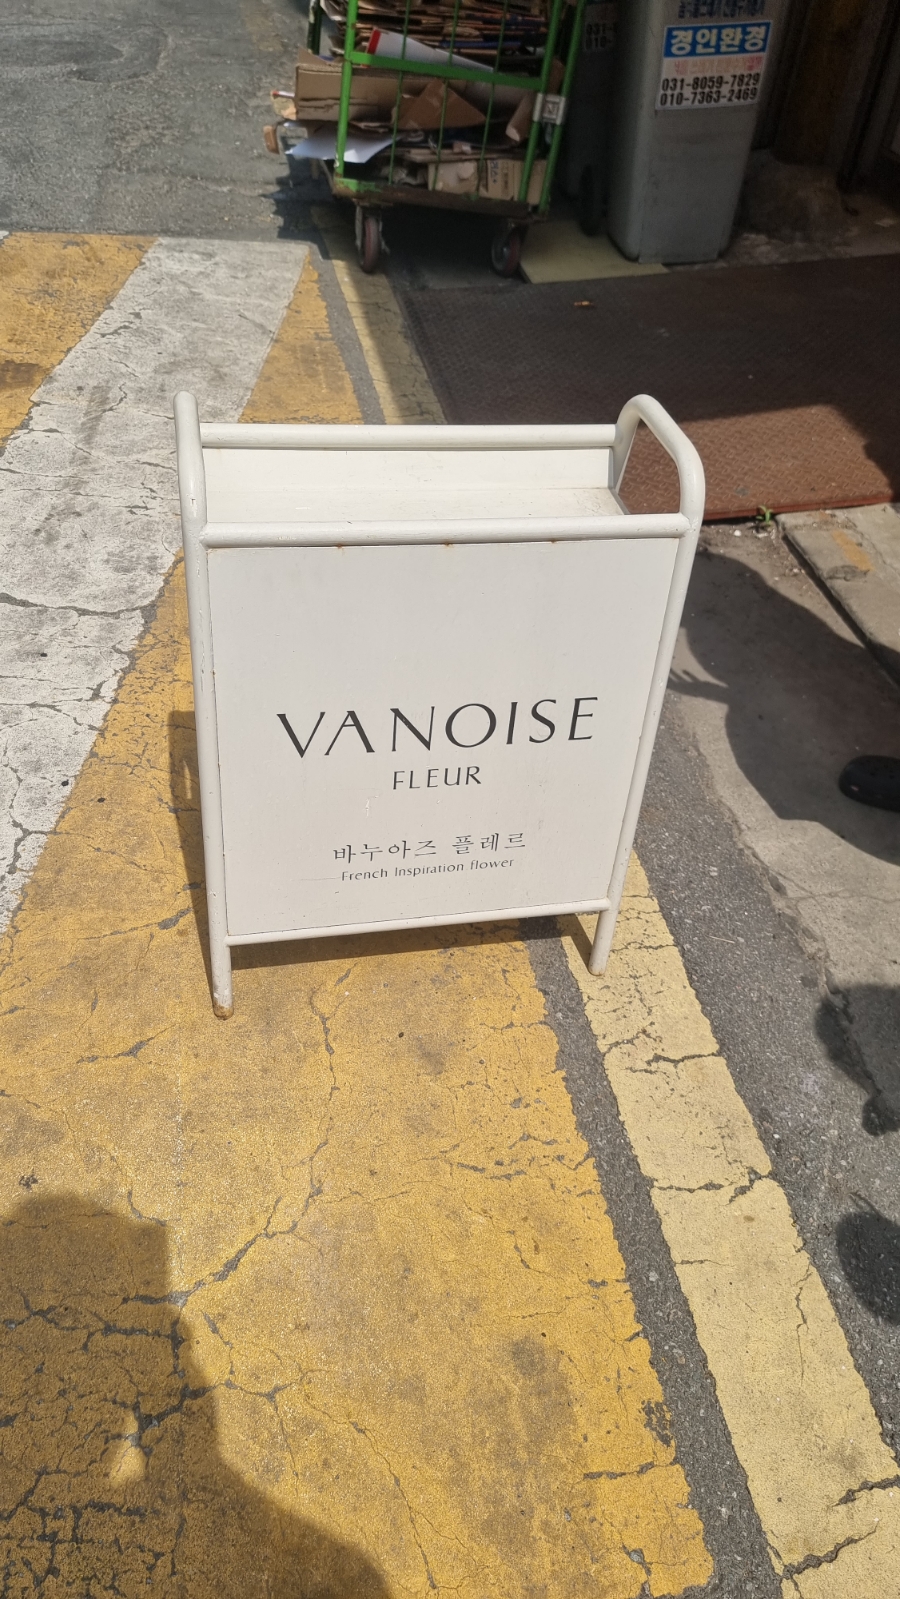 경인환경
031-8059-7829
010-7363-2469
VANOISE
FLEUR
바누아즈 플레르
French Inspiration flower